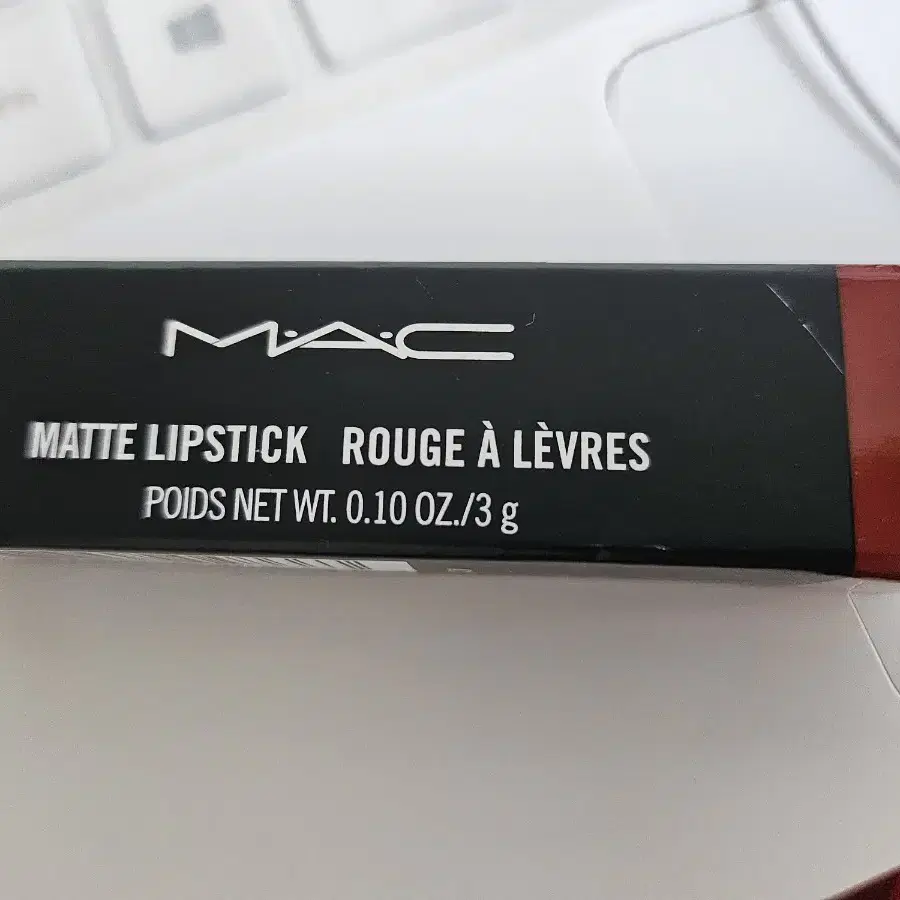 M·A·C
MATTE LIPSTICK ROUGE À LÈVRES
POIDS NET WT. 0.10 OZ./3 g